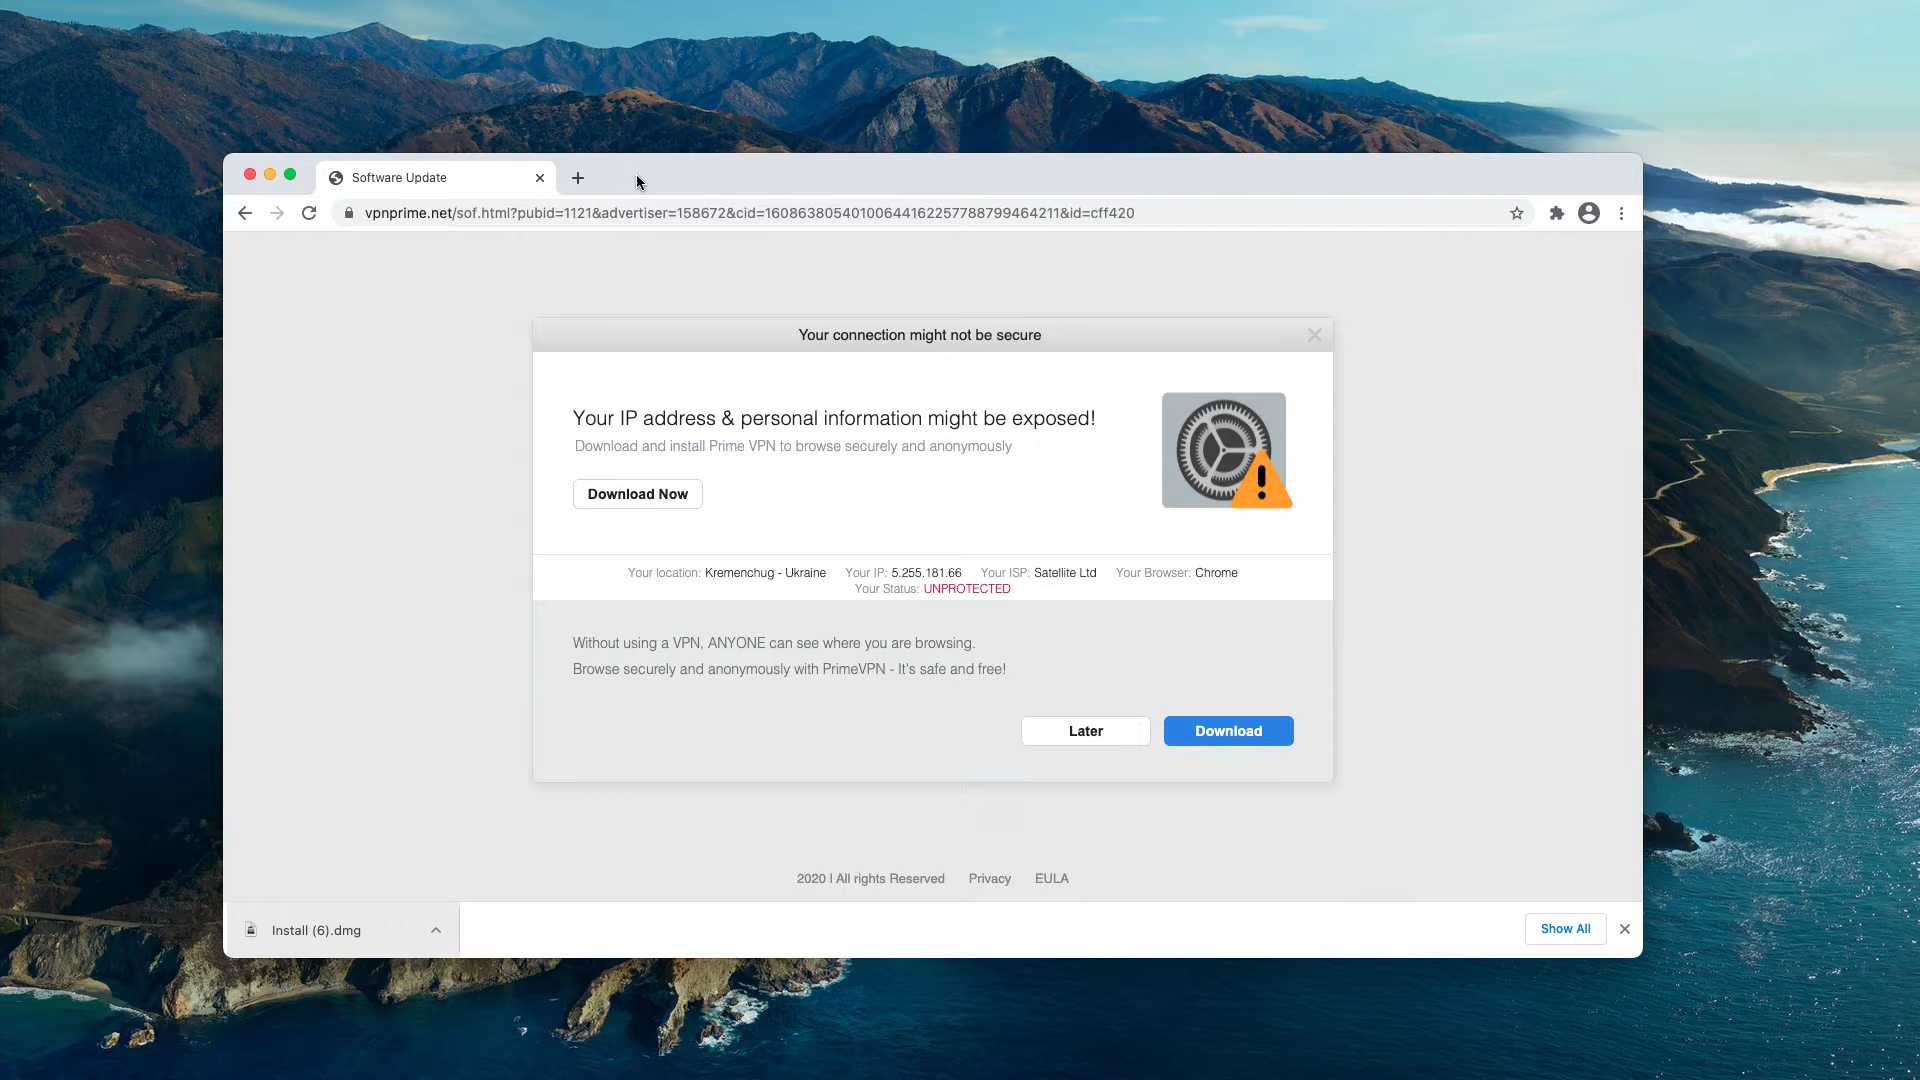 Software Update
vpnprime.net/sof.html?pubid=1121&advertiser=158672&cid=16086380540100644162257788799464211&id=cff420
Your connection might not be secure
Your IP address & personal information might be exposed!
Download and install Prime VPN to browse securely and anonymously
Download Now
Your location: Kremenchug - Ukraine Your IP: 5.255.181.66 Your ISP: Satellite Ltd Your Browser: Chrome
Your Status: UNPROTECTED
Without using a VPN, ANYONE can see where you are browsing.
Browse securely and anonymously with PrimeVPN - It's safe and free!
Later Download
2020 | All rights Reserved Privacy EULA
Install (6).dmg Show All